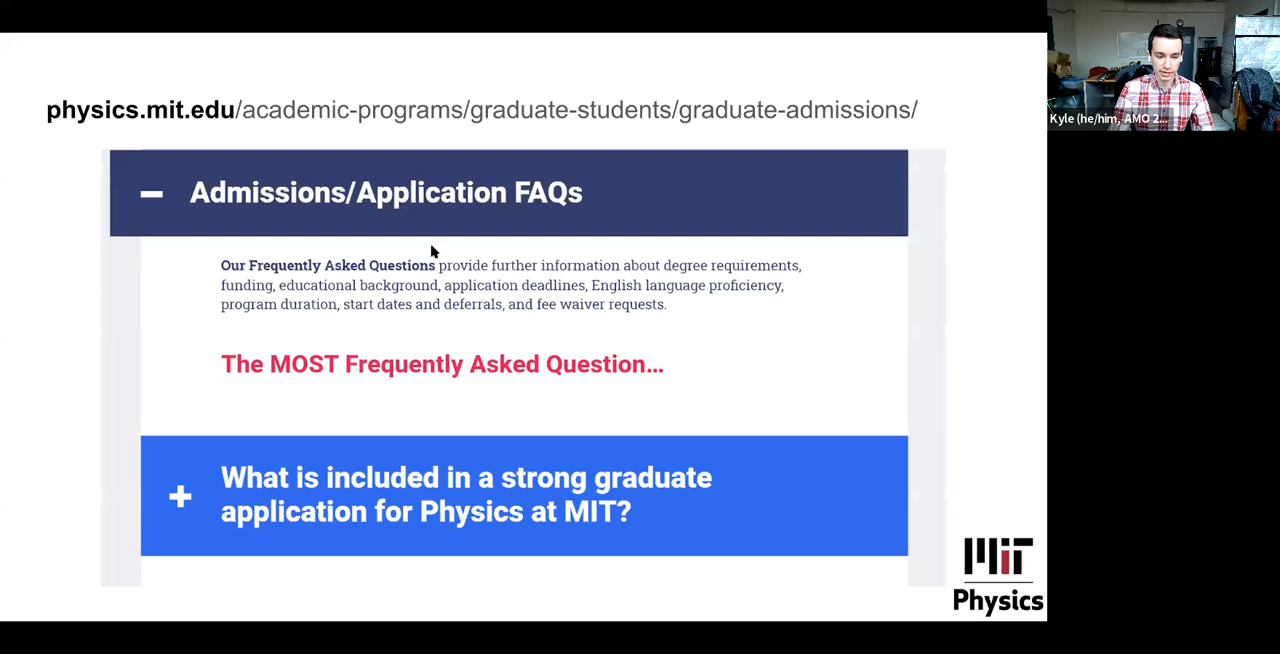 physics.mit.edu/academic-programs/graduate-students/graduate-admissions/
Kyle (he/him, AMO 2...
Admissions/Application FAQs
Our Frequently Asked Questions provide further information about degree requirements,
funding, educational background, application deadlines, English language proficiency,
program duration, start dates and deferrals, and fee waiver requests.
The MOST Frequently Asked Question...
What is included in a strong graduate
application for Physics at MIT?
MIT
Physics